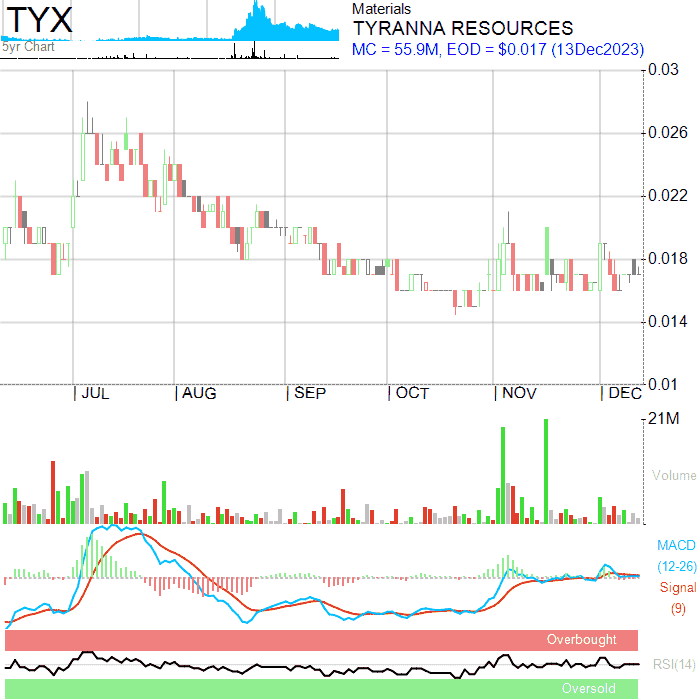 TYX
5yr Chart
Materials
TYRANNA RESOURCES
MC = 55.9M, EOD = $0.017 (13Dec2023)
0.03
0.026
0.022
0.018
0.014
0.01
JUL AUG SEP OCT NOV DEC
21M
Volume
MACD
(12-26)
Signal
(9)
Overbought
RSI(14)
Oversold